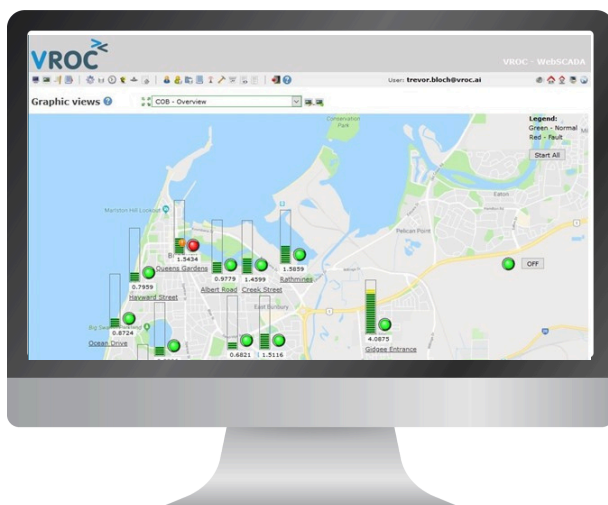 VROC
VROC - WebSCADA
User: trevor.bloch@vroc.ai
Graphic views
COB - Overview
Conservation
Park
Legend:
Green - Normal
Red - Fault
Start All
Eaton
Marlston Hill Lookout
Pelican Point
1.5434
Queens Gardens
1.5859
Rathmines
OFF
0.7959
0.9779
1.4399
Hayward Street
Albert Road
Creek Street
East Bunbury
0.8724
Ocean Drive
0.6821
1.5116
4.0875
Gidgee Entrance